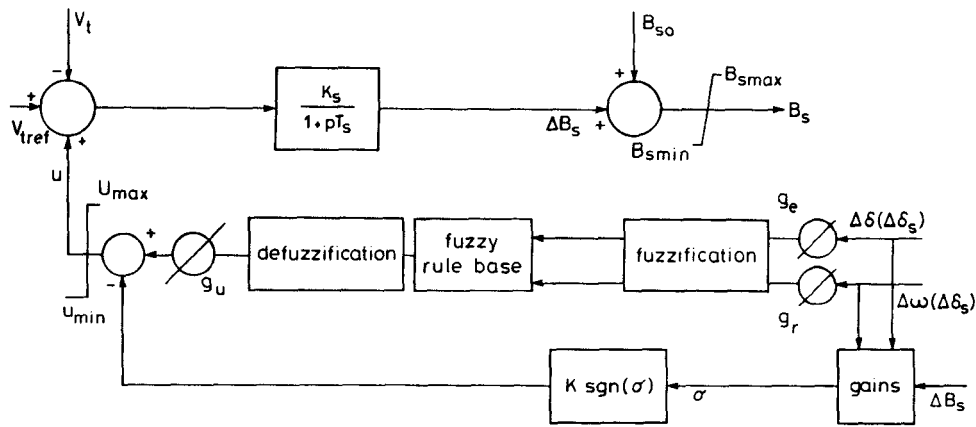 V_t
B_so
-
+
K_s
1+pT_s
B_smax
+
V_tref
+
ΔB_s
+
B_s
B_smin
u
U_max
+
-
u_min
g_u
defuzzification
fuzzy
rule base
fuzzification
g_e
Δδ(Δδ_s)
g_r
Δω(Δδ_s)
K sgn(σ)
σ
gains
ΔB_s